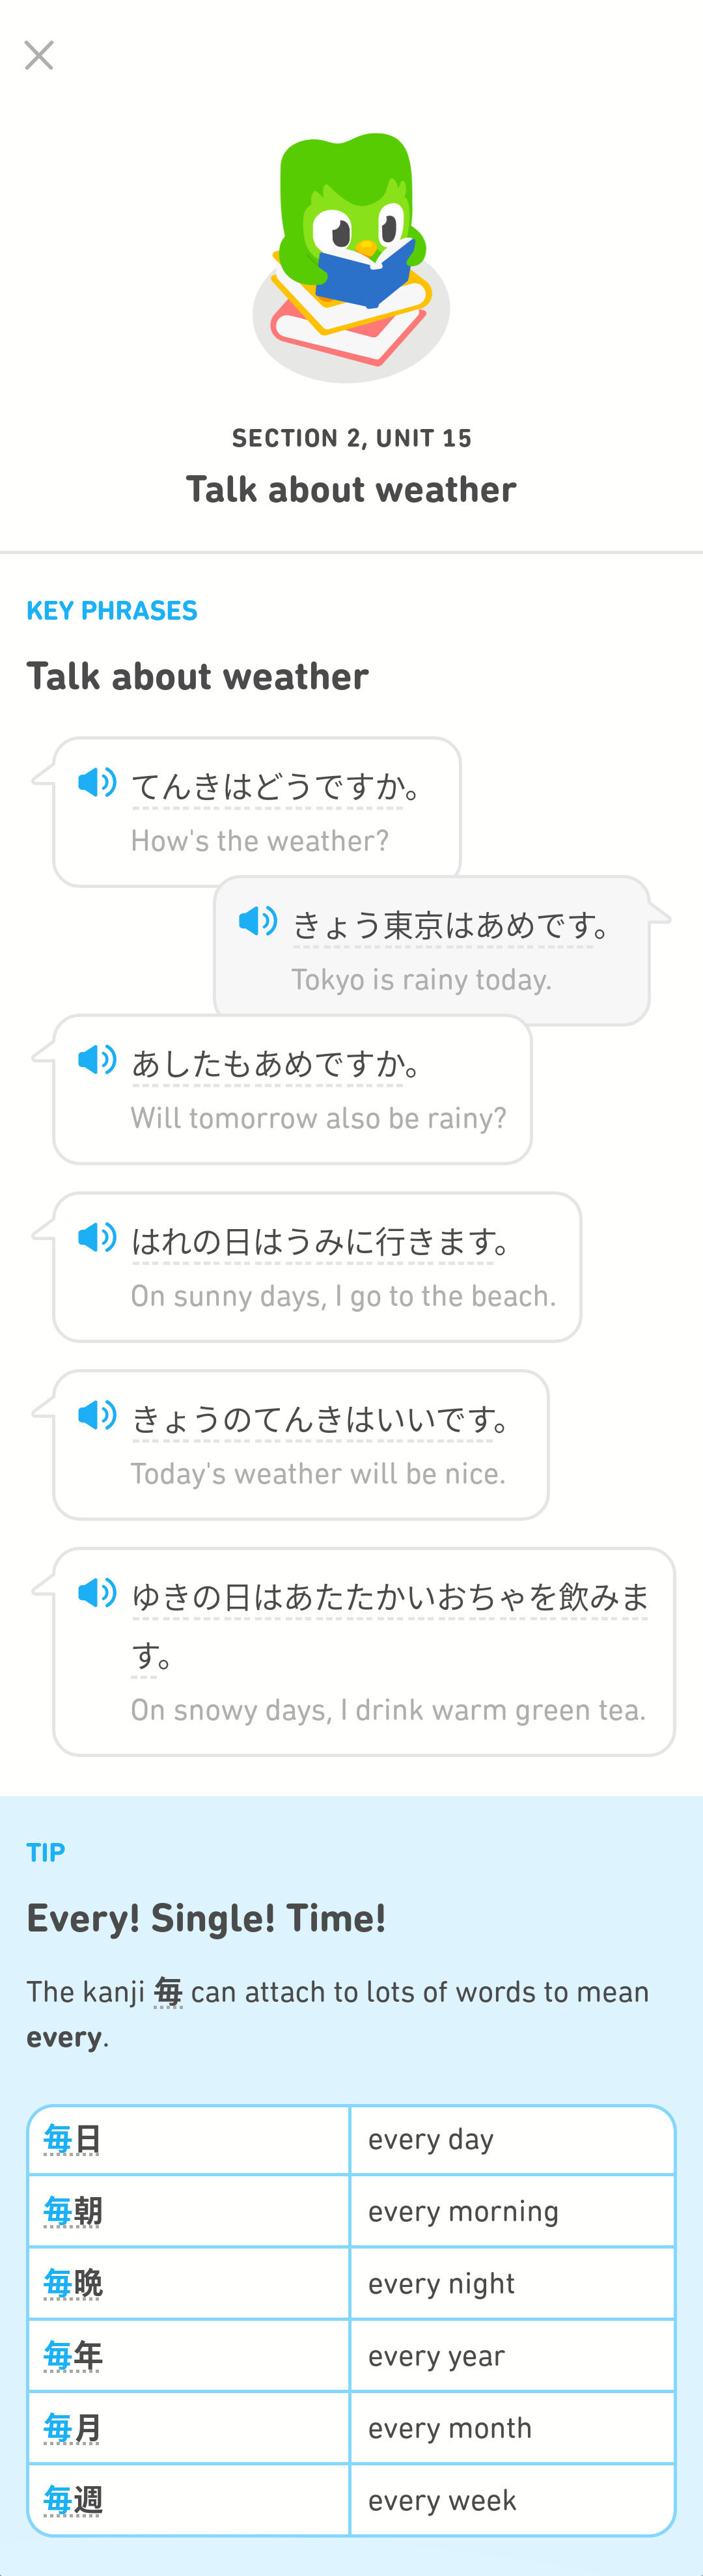 SECTION 2, UNIT 15
Talk about weather
KEY PHRASES
Talk about weather
てんきはどうですか。
How's the weather?
きょう東京はあめです。
Tokyo is rainy today.
あしたもあめですか。
Will tomorrow also be rainy?
はれの日はうみに行きます。
On sunny days, I go to the beach.
きょうのてんきはいいです。
Today's weather will be nice.
ゆきの日はあたたかいおちゃを飲みま
す。
On snowy days, I drink warm green tea.
TIP
Every! Single! Time!
The kanji 毎 can attach to lots of words to mean
every.
毎日 every day
毎朝 every morning
毎晩 every night
毎年 every year
毎月 every month
毎週 every week